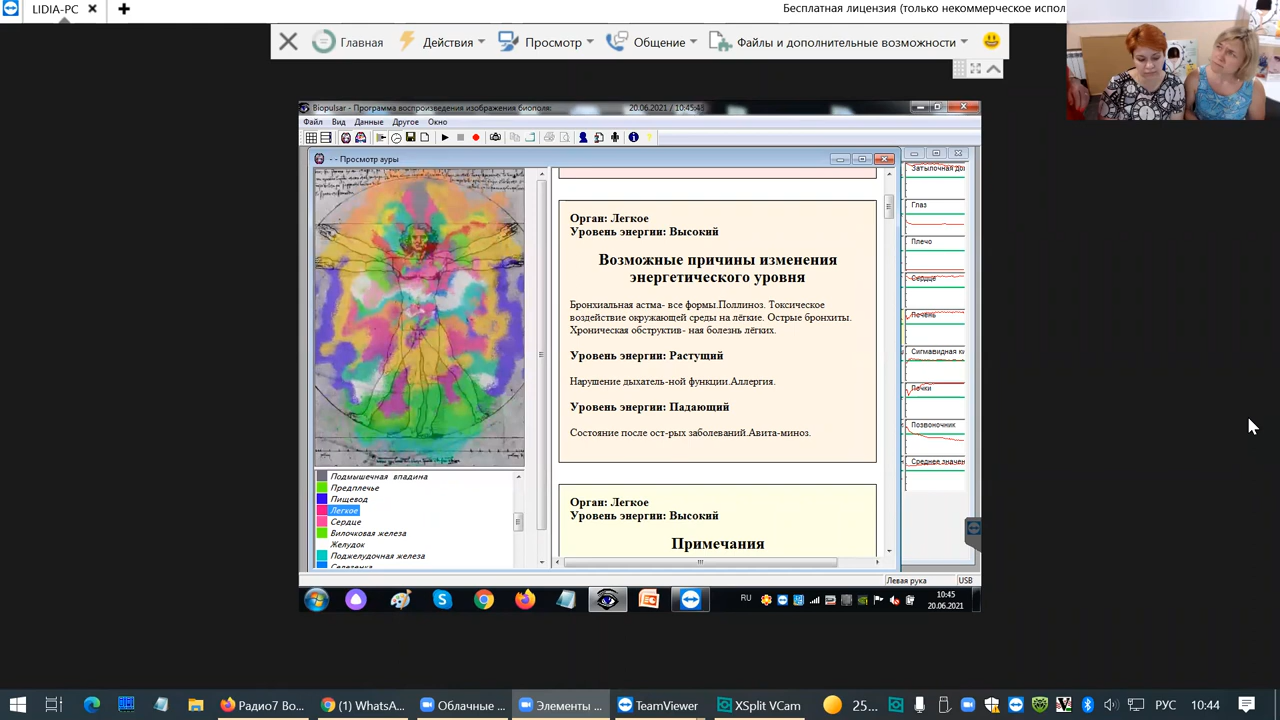 LIDIA-PC
Бесплатная лицензия (только некоммерческое испол
Главная
Действия
Просмотр
Общение
Файлы и дополнительные возможности
Biopulsar - Программа воспроизведения изображения биополя:
20.06.2021 / 10:45:43
Файл Вид Данные Другое Окно
- - Просмотр ауры
Орган: Легкое
Уровень энергии: Высокий
Возможные причины изменения
энергетического уровня
Бронхиальная астма- все формы.Поллиноз. Токсическое
воздействие окружающей среды на лёгкие. Острые бронхиты.
Хроническая обструктив- ная болезнь лёгких.
Уровень энергии: Растущий
Нарушение дыхатель-ной функции.Аллергия.
Уровень энергии: Падающий
Состояние после ост-рых заболеваний.Авита-миноз.
Орган: Легкое
Уровень энергии: Высокий
Примечания
Подмышечная впадина
Предплечье
Пищевод
Легкое
Сердце
Вилочковая железа
Желудок
Поджелудочная железа
Селезенка
Затылочная до
Глаз
Плечо
Сердце
Печень
Сигмавидная ки
Позвоночник
Среднее значен
Левая рука
USB
RU
10:45
20.06.2021
Радио7 Во...
(1) WhatsA...
Облачные ...
Элементы ...
TeamViewer
XSplit VCam
25...
РУС
10:44